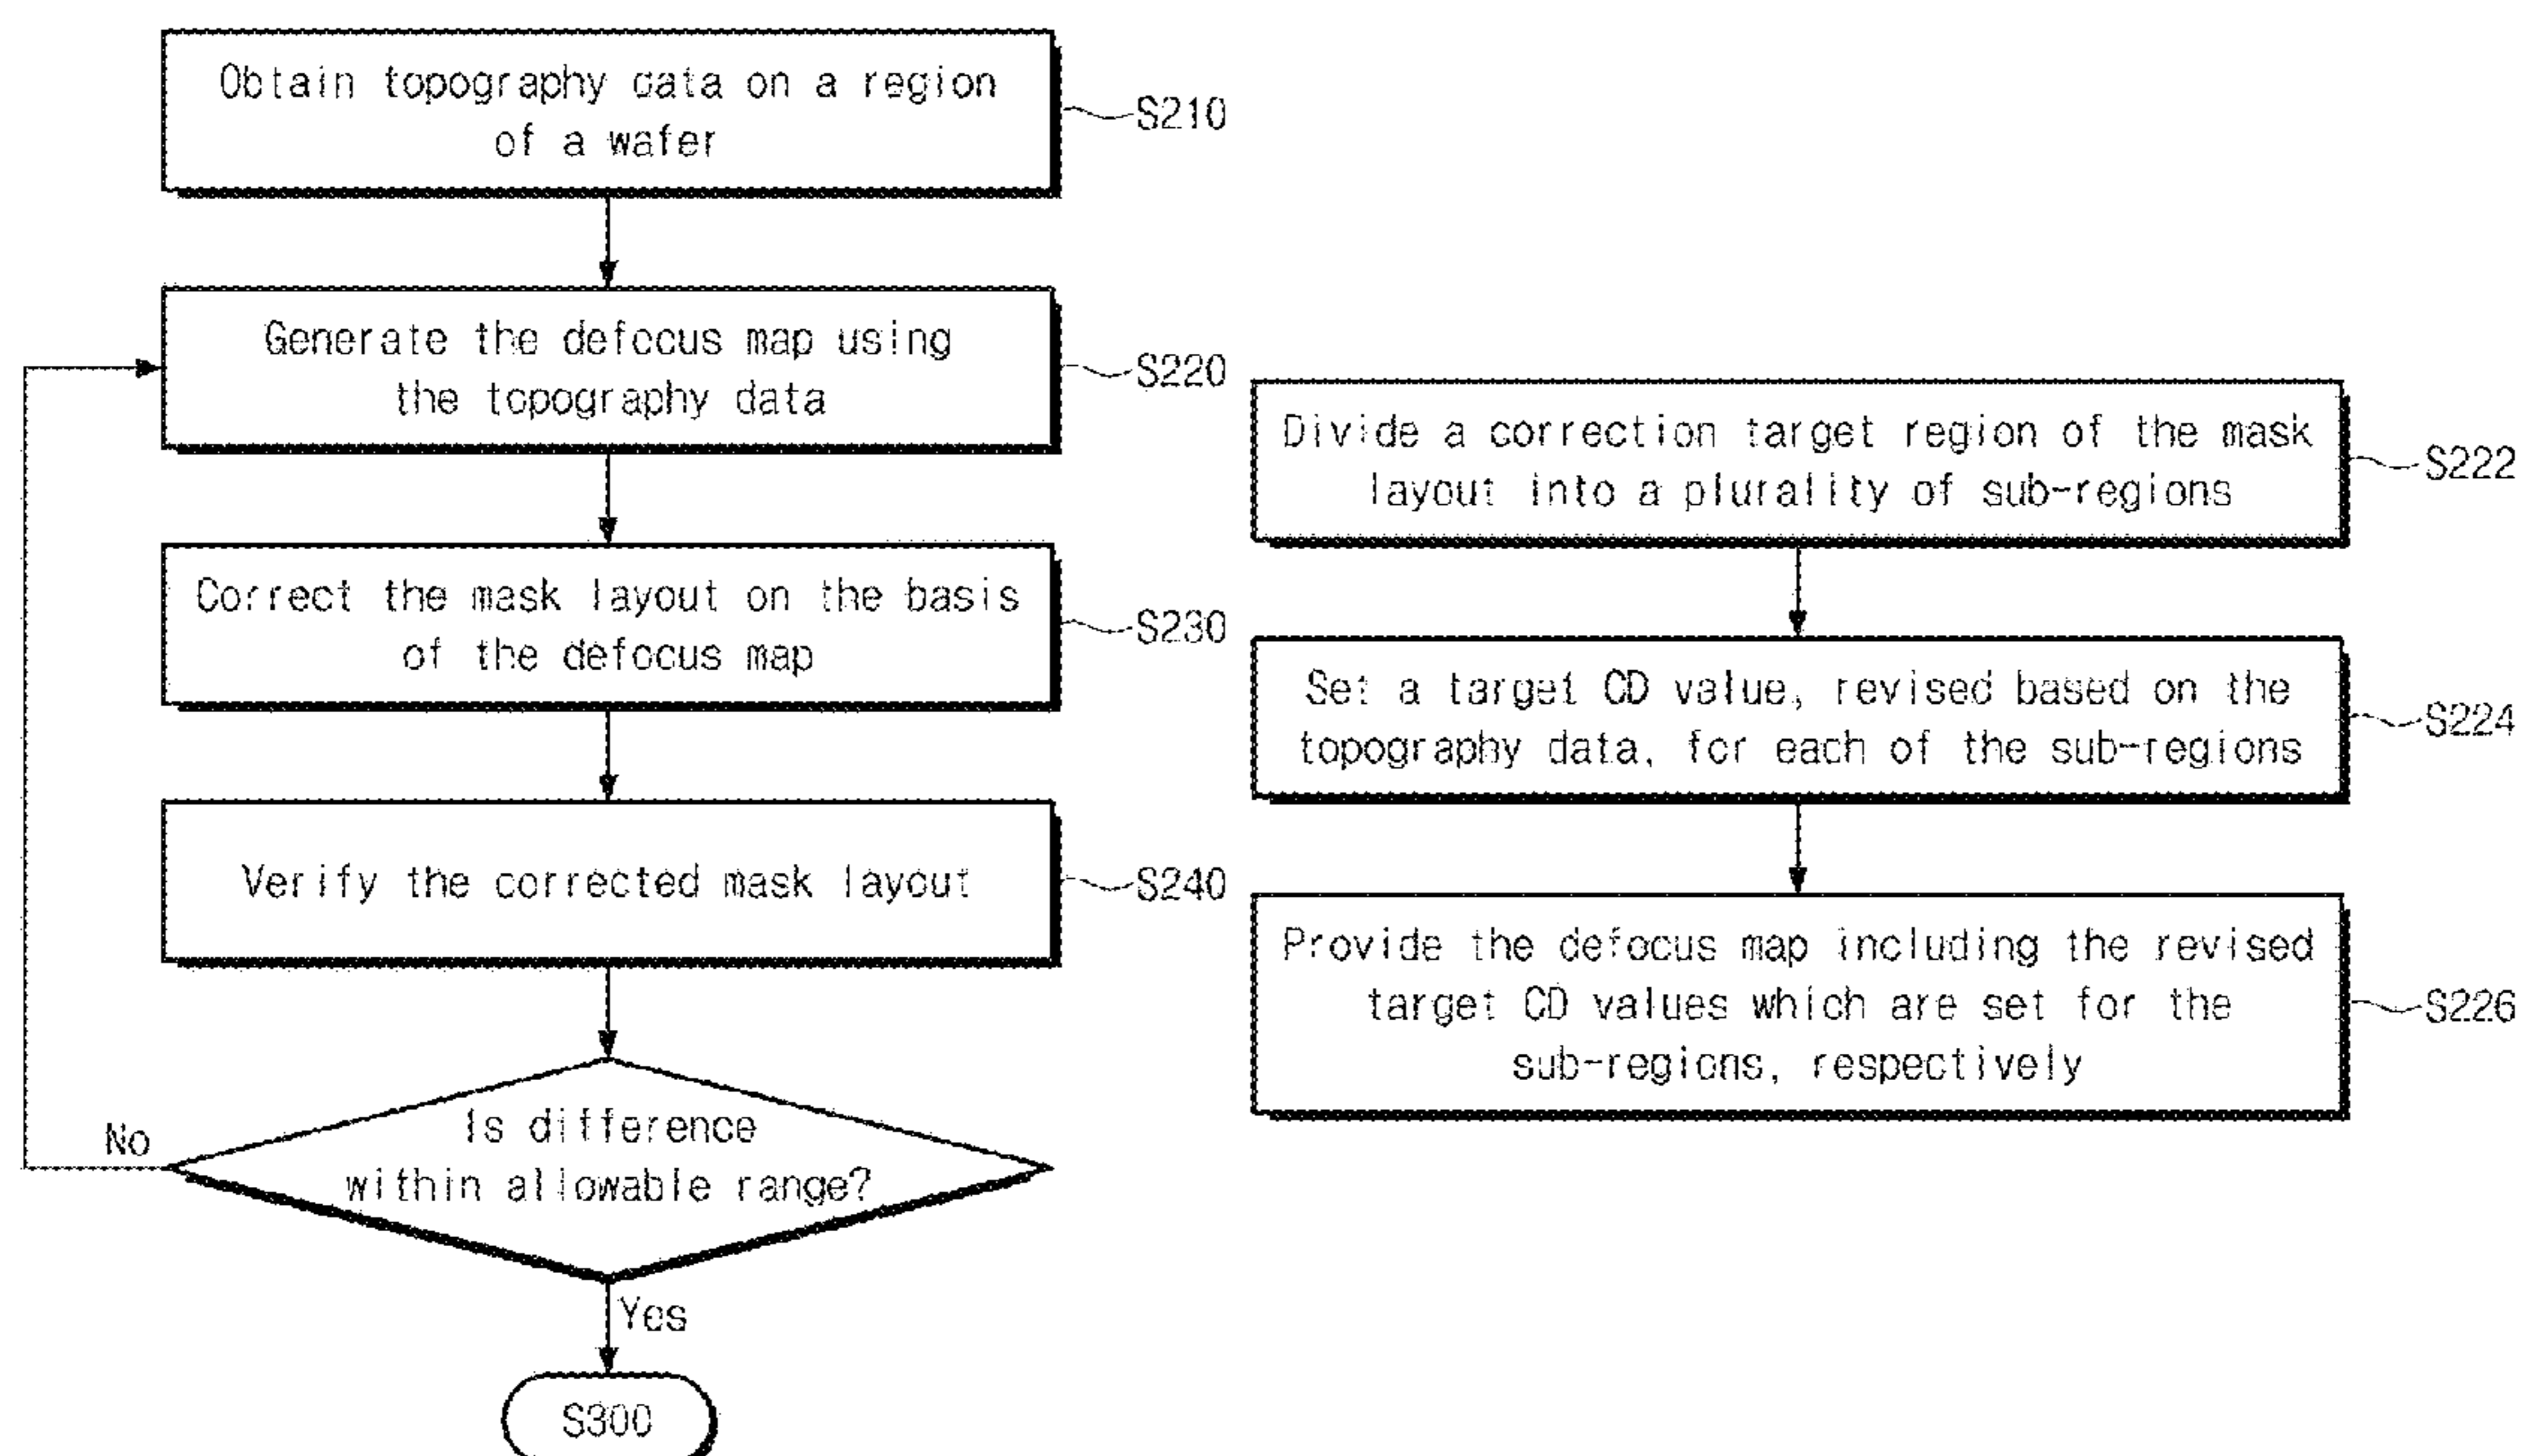 Obtain topography data on a region
of a wafer
S210
Generate the defocus map using
the topography data
S220
Correct the mask layout on the basis
of the defocus map
S230
Verify the corrected mask layout
S240
Is difference
within allowable range?
No
Yes
S300
Divide a correction target region of the mask
layout into a plurality of sub-regions
S222
Set a target CD value, revised based on the
topography data, for each of the sub-regions
S224
Provide the defocus map including the revised
target CD values which are set for the
sub-regions, respectively
S226